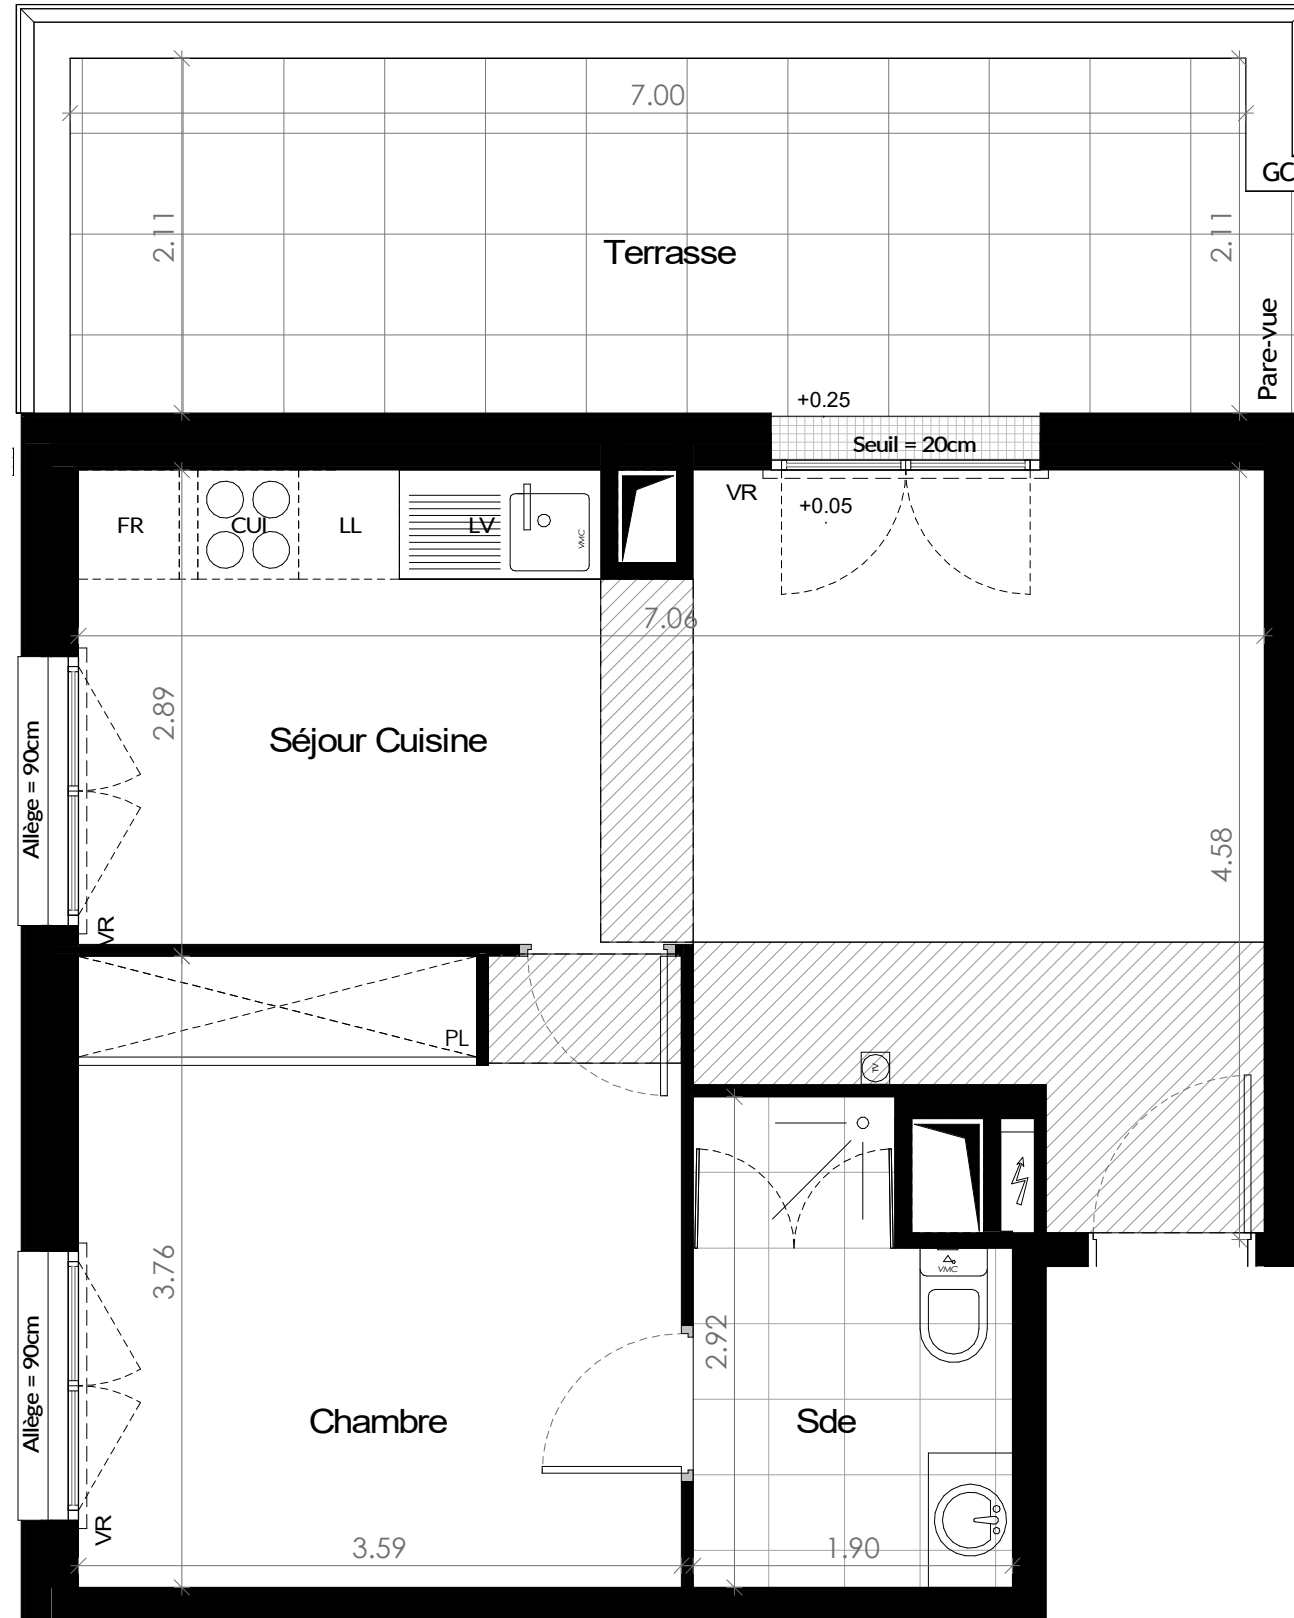 7.00
GC
2.11
2.11
Terrasse
Pare-vue
+0.25
Seuil = 20cm
VR
+0.05
FR
CUI
LL
LV
VMC
7.06
2.89
Séjour Cuisine
Allège = 90cm
4.58
VR
PL
TV
3.76
VMC
2.92
Allège = 90cm
Chambre
Sde
VR
3.59
1.90